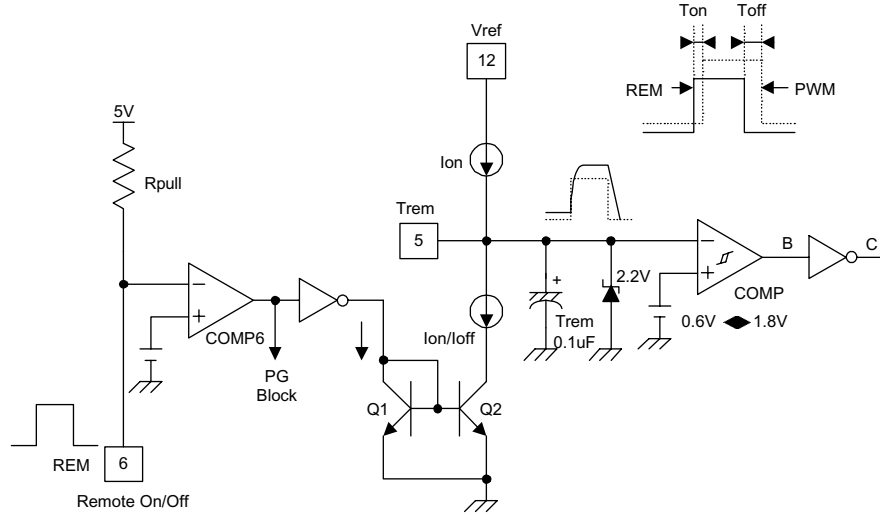 Ton
Toff
REM
PWM
Vref
12
5V
Rpull
Ion
Trem
5
B
C
+
2.2V
COMP
−
+
COMP6
−
+
Ion/Ioff
Trem
0.1uF
0.6V
1.8V
PG
Block
Q1
Q2
REM
6
Remote On/Off